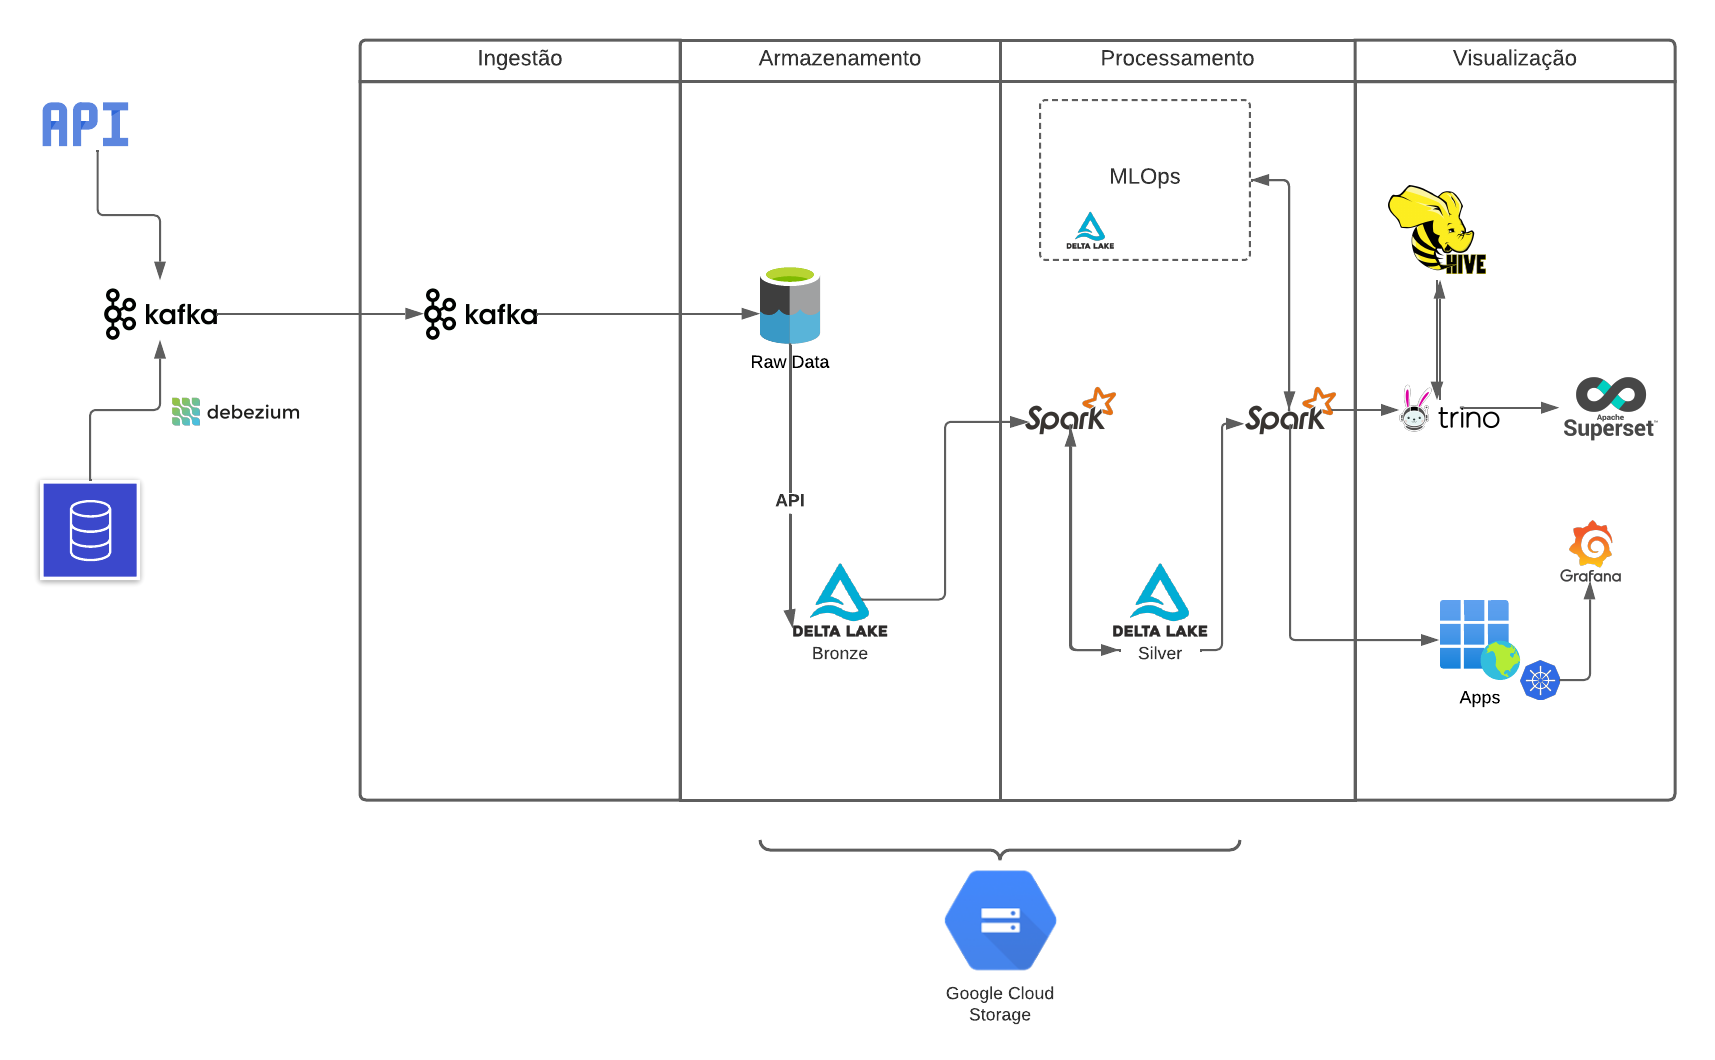 Ingestão
Armazenamento
Processamento
Visualização
API
MLOps
DELTA LAKE
HIVE
kafka
kafka
Raw Data
debezium
Spark
Spark
trino
Apache
Superset™
API
Grafana
DELTA LAKE
Bronze
DELTA LAKE
Silver
Apps
Google Cloud
Storage